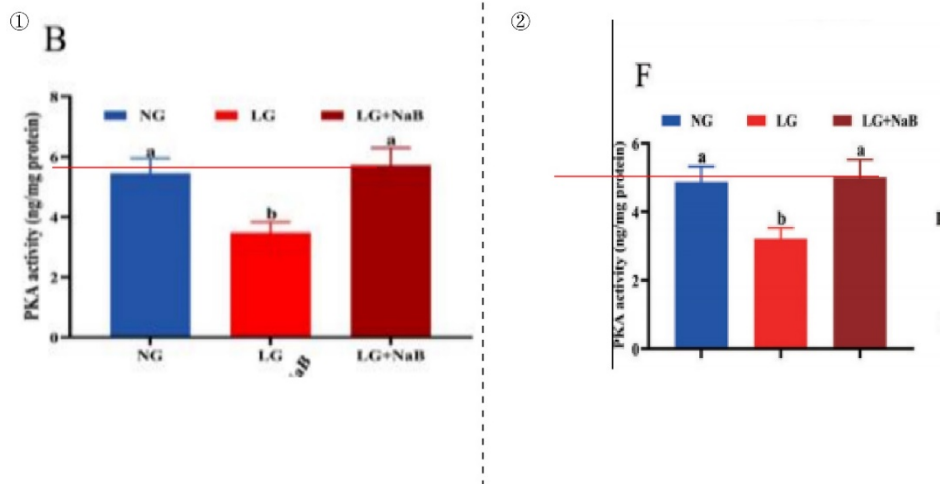 ①
B
NG LG LG+NaB
PKA activity (ng/mg protein)
8
6
4
2
0
a
b
a
NG LG LG+NaB
②
F
NG LG LG+NaB
PKA activity (ng/mg protein)
6
4
2
0
a
b
a